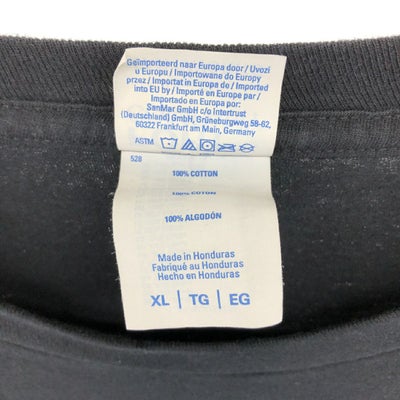 Geïmporteerd naar Europa door / Uvozi
o Europu / Importowane do Europy
przez / Importat in Europa de / Imported
into EU by / Importé en Europe par /
Importado en Europa por:
SanMar GmbH c/o Intertrust
(Deutschland) GmbH, Grüneburgweg 58-62,
60322 Frankfurt am Main, Germany
ASTM
528
100% COTTON
100% ALGODÓN
Made in Honduras
Fabriqué au Honduras
Hecho en Honduras
XL | TG | EG